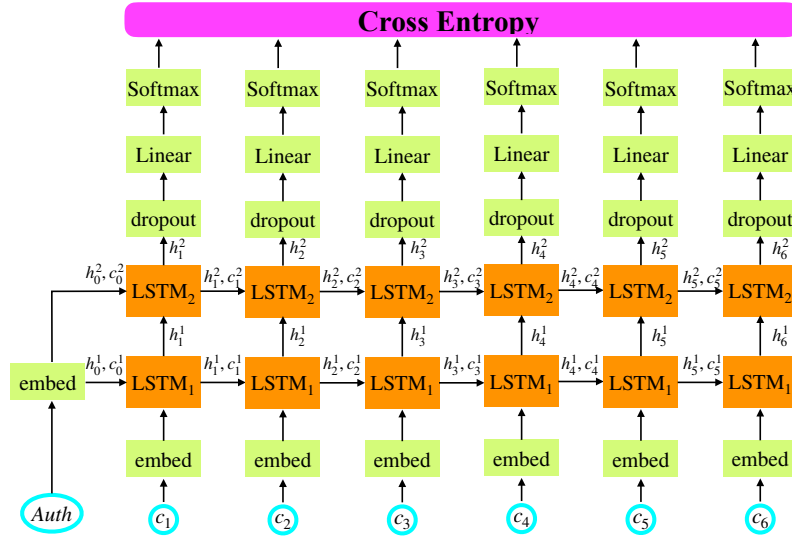 Cross Entropy
Softmax Softmax Softmax Softmax Softmax Softmax
Linear Linear Linear Linear Linear Linear
dropout dropout dropout dropout dropout dropout
h_1^2 h_2^2 h_3^2 h_4^2 h_5^2 h_6^2
h_0^2, c_0^2 h_1^2, c_1^2 h_2^2, c_2^2 h_3^2, c_3^2 h_4^2, c_4^2 h_5^2, c_5^2
LSTM_2 LSTM_2 LSTM_2 LSTM_2 LSTM_2 LSTM_2
h_1^1 h_2^1 h_3^1 h_4^1 h_5^1 h_6^1
h_0^1, c_0^1 h_1^1, c_1^1 h_2^1, c_2^1 h_3^1, c_3^1 h_4^1, c_4^1 h_5^1, c_5^1
embed LSTM_1 LSTM_1 LSTM_1 LSTM_1 LSTM_1 LSTM_1
embed embed embed embed embed embed
Auth c_1 c_2 c_3 c_4 c_5 c_6